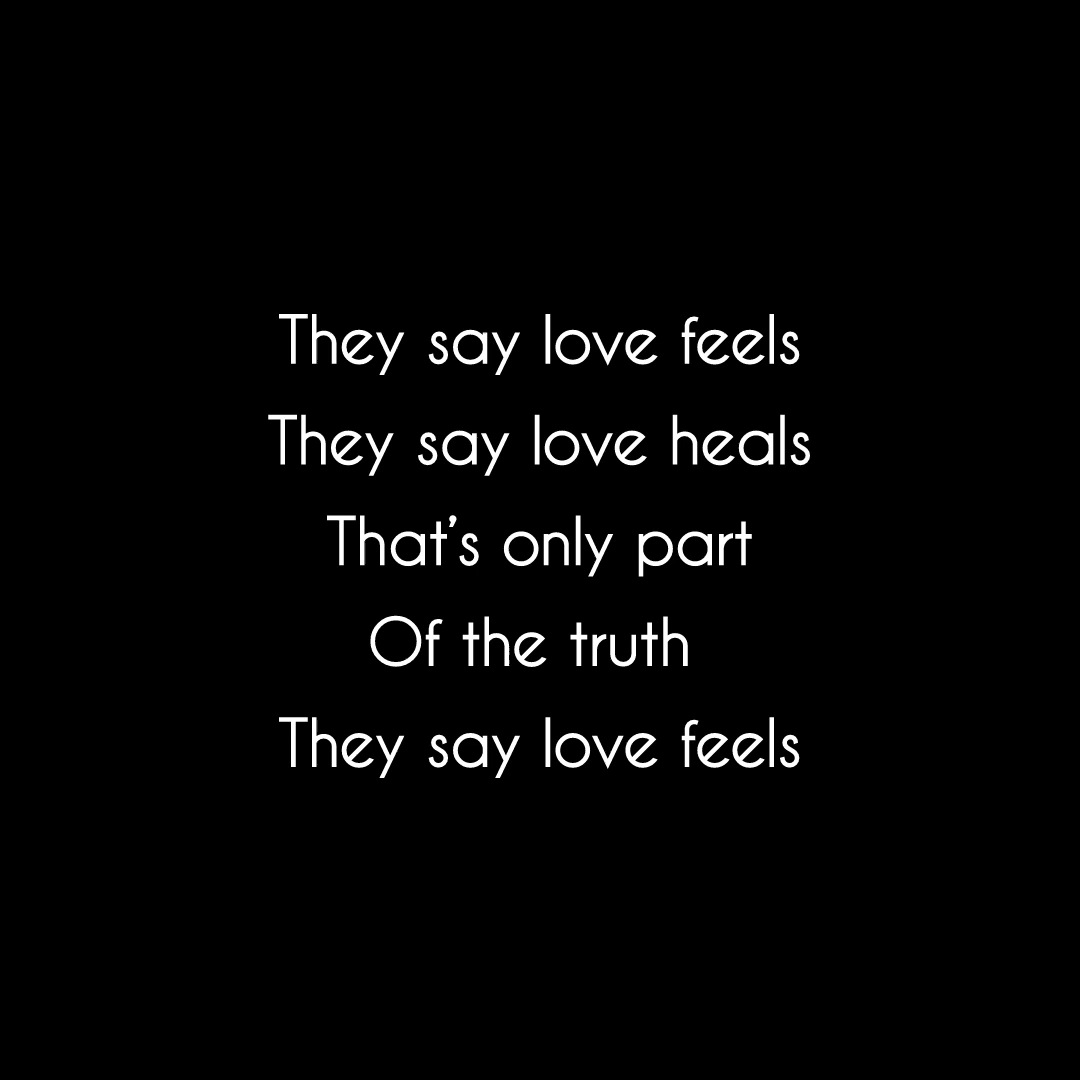 They say love feels
They say love heals
That’s only part
Of the truth
They say love feels